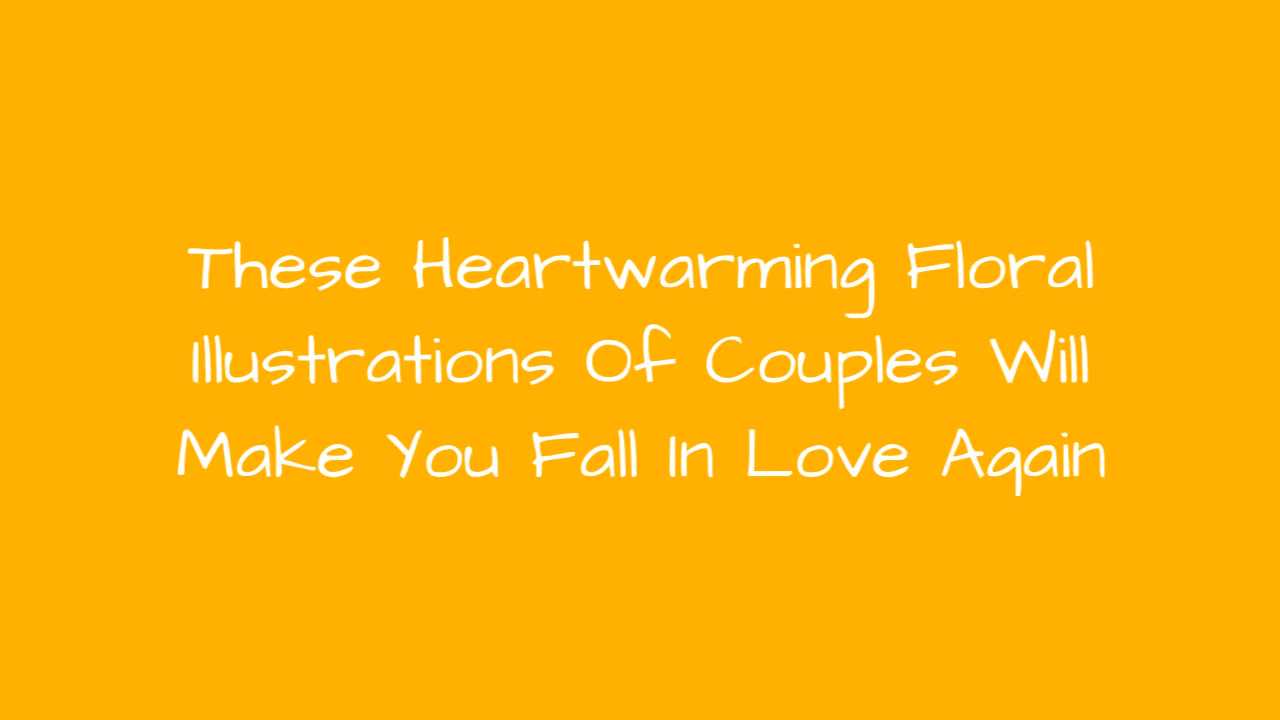 These Heartwarming Floral
Illustrations Of Couples Will
Make You Fall In Love Again